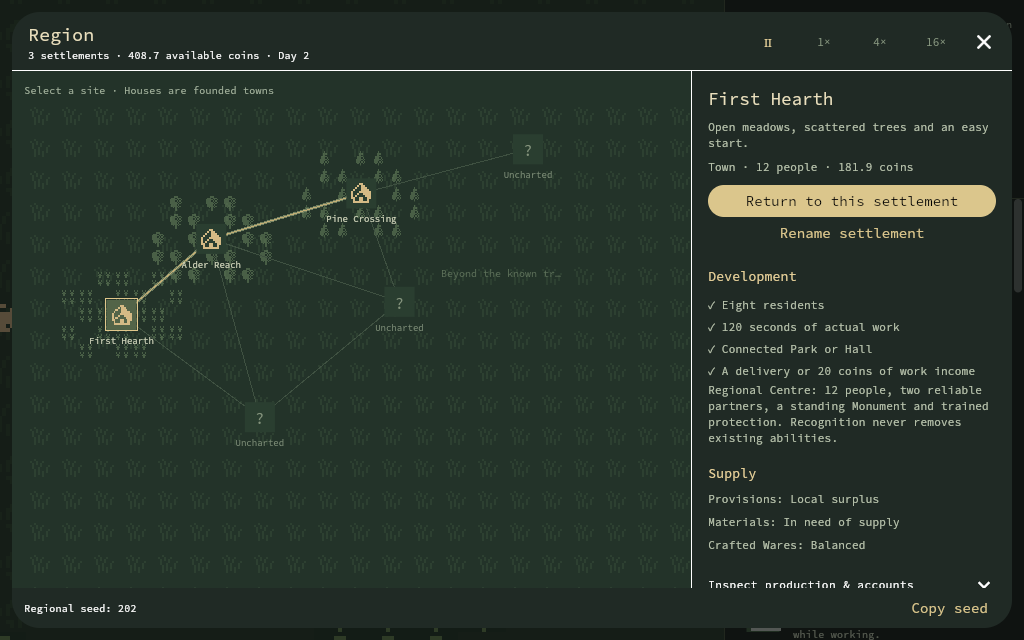 Region
3 settlements · 408.7 available coins · Day 2
1×
4×
16×
Select a site · Houses are founded towns
?
Uncharted
Pine Crossing
Alder Reach
Beyond the known tr…
?
Uncharted
First Hearth
?
Uncharted
First Hearth
Open meadows, scattered trees and an easy
start.
Town · 12 people · 181.9 coins
Return to this settlement
Rename settlement
Development
✓ Eight residents
✓ 120 seconds of actual work
✓ Connected Park or Hall
✓ A delivery or 20 coins of work income
Regional Centre: 12 people, two reliable
partners, a standing Monument and trained
protection. Recognition never removes
existing abilities.
Supply
Provisions: Local surplus
Materials: In need of supply
Crafted Wares: Balanced
Inspect production & accounts
Regional seed: 202
Copy seed
while working.